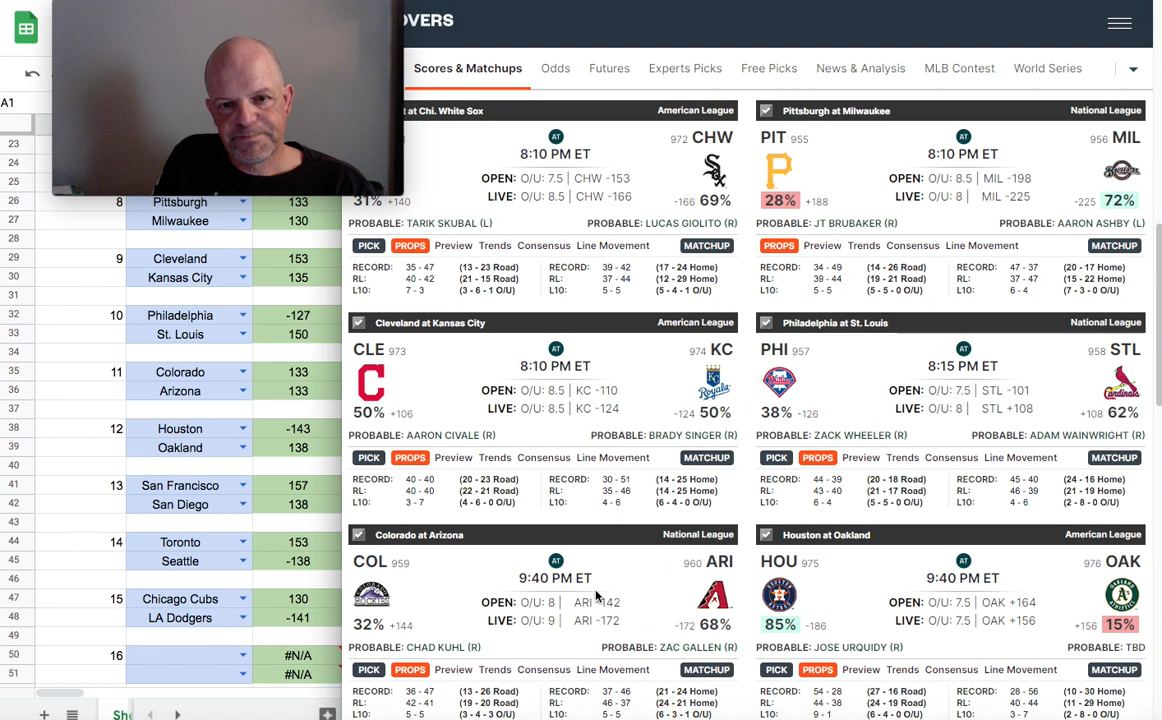 OVERS
Scores & Matchups Odds Futures Experts Picks Free Picks News & Analysis MLB Contest World Series
A1
23
24
25
26 8 Pittsburgh 133
27 Milwaukee 130
28
29 9 Cleveland 153
30 Kansas City 135
31
32 10 Philadelphia -127
33 St. Louis 150
34
35 11 Colorado 133
36 Arizona 133
37
38 12 Houston -143
39 Oakland 138
40
41 13 San Francisco 157
42 San Diego 138
43
44 14 Toronto 153
45 Seattle -138
46
47 15 Chicago Cubs 130
48 LA Dodgers -141
49
50 16 #N/A
51 #N/A
She
at Chi. White Sox American League
AT
972 CHW
8:10 PM ET
OPEN: O/U: 7.5 | CHW -153
LIVE: O/U: 8.5 | CHW -166
31% +140 -166 69%
PROBABLE: TARIK SKUBAL (L) PROBABLE: LUCAS GIOLITO (R)
PICK PROPS Preview Trends Consensus Line Movement MATCHUP
RECORD: 35 - 47 (13 - 23 Road) RECORD: 39 - 42 (17 - 24 Home)
RL: 40 - 42 (21 - 15 Road) RL: 37 - 44 (12 - 29 Home)
L10: 7 - 3 (3 - 6 - 1 O/U) L10: 5 - 5 (5 - 4 - 1 O/U)
Pittsburgh at Milwaukee National League
AT
PIT 955 956 MIL
8:10 PM ET
OPEN: O/U: 8.5 | MIL -198
LIVE: O/U: 8 | MIL -225
28% +188 -225 72%
PROBABLE: JT BRUBAKER (R) PROBABLE: AARON ASHBY (L)
PROPS Preview Trends Consensus Line Movement MATCHUP
RECORD: 34 - 49 (14 - 26 Road) RECORD: 47 - 37 (20 - 17 Home)
RL: 39 - 44 (19 - 21 Road) RL: 37 - 47 (15 - 22 Home)
L10: 5 - 5 (5 - 5 - 0 O/U) L10: 6 - 4 (7 - 3 - 0 O/U)
Cleveland at Kansas City American League
AT
CLE 973 974 KC
8:10 PM ET
OPEN: O/U: 8.5 | KC -110
LIVE: O/U: 8.5 | KC -124
50% +106 -124 50%
PROBABLE: AARON CIVALE (R) PROBABLE: BRADY SINGER (R)
PICK PROPS Preview Trends Consensus Line Movement MATCHUP
RECORD: 40 - 40 (20 - 23 Road) RECORD: 30 - 51 (14 - 25 Home)
RL: 40 - 40 (22 - 21 Road) RL: 35 - 46 (14 - 25 Home)
L10: 3 - 7 (4 - 6 - 0 O/U) L10: 4 - 6 (6 - 4 - 0 O/U)
Philadelphia at St. Louis National League
AT
PHI 957 958 STL
8:15 PM ET
OPEN: O/U: 7.5 | STL -101
LIVE: O/U: 8 | STL +108
38% -126 +108 62%
PROBABLE: ZACK WHEELER (R) PROBABLE: ADAM WAINWRIGHT (R)
PICK PROPS Preview Trends Consensus Line Movement MATCHUP
RECORD: 44 - 39 (20 - 18 Road) RECORD: 45 - 40 (24 - 16 Home)
RL: 43 - 40 (21 - 17 Road) RL: 46 - 39 (21 - 19 Home)
L10: 6 - 4 (5 - 5 - 0 O/U) L10: 4 - 6 (2 - 8 - 0 O/U)
Colorado at Arizona National League
AT
COL 959 960 ARI
9:40 PM ET
OPEN: O/U: 8 | ARI -142
LIVE: O/U: 9 | ARI -172
32% +144 -172 68%
PROBABLE: CHAD KUHL (R) PROBABLE: ZAC GALLEN (R)
PICK PROPS Preview Trends Consensus Line Movement MATCHUP
RECORD: 36 - 47 (13 - 26 Road) RECORD: 37 - 46 (21 - 24 Home)
RL: 42 - 41 (19 - 20 Road) RL: 46 - 37 (24 - 21 Home)
L10: 5 - 5 (3 - 4 - 3 O/U) L10: 3 - 7 (6 - 3 - 1 O/U)
Houston at Oakland American League
AT
HOU 975 976 OAK
9:40 PM ET
OPEN: O/U: 7.5 | OAK +164
LIVE: O/U: 7.5 | OAK +156
85% -186 +156 15%
PROBABLE: JOSE URQUIDY (R) PROBABLE: TBD
PICK PROPS Preview Trends Consensus Line Movement MATCHUP
RECORD: 54 - 28 (27 - 16 Road) RECORD: 28 - 56 (10 - 30 Home)
RL: 44 - 38 (24 - 19 Road) RL: 40 - 44 (11 - 29 Home)
L10: 9 - 1 (6 - 4 - 0 O/U) L10: 3 - 7 (2 - 8 - 0 O/U)